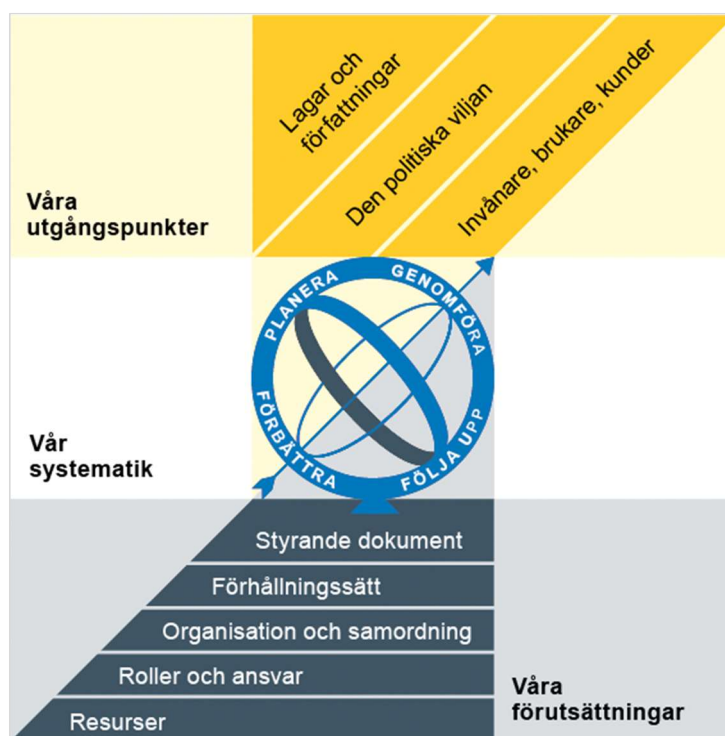 Lagar och
författningar
Den politiska viljan
Invånare, brukare, kunder
Våra
utgångspunkter
PLANERA
GENOMFÖRA
FÖLJA UPP
FÖRBÄTTRA
Vår
systematik
Styrande dokument
Förhållningssätt
Organisation och samordning
Roller och ansvar
Resurser
Våra
förutsättningar